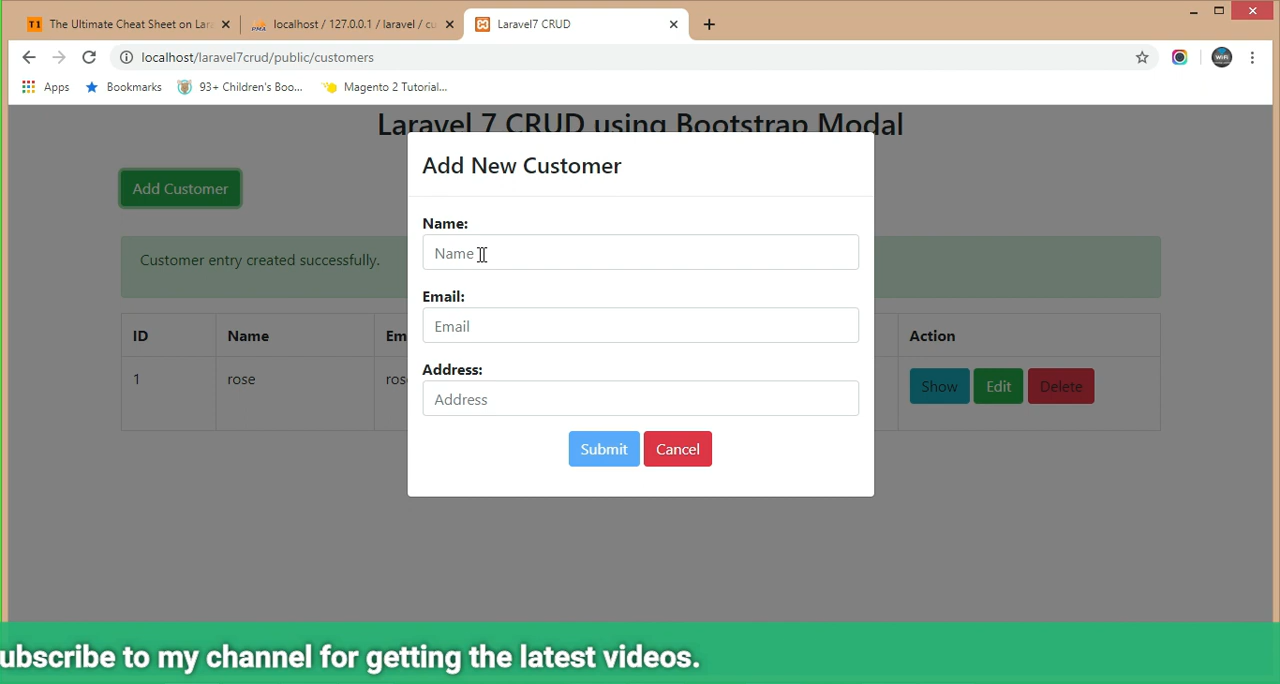 The Ultimate Cheat Sheet on Lar
localhost / 127.0.0.1 / laravel / cu
Laravel7 CRUD
localhost/laravel7crud/public/customers
Apps
Bookmarks
93+ Children's Boo...
Magento 2 Tutorial...
Laravel 7 CRUD using Bootstrap Modal
Add New Customer
Add Customer
Name:
Name
Customer entry created successfully.
Email:
Email
ID Name Em Action
Address:
1 rose ros Show Edit Delete
Address
Submit Cancel
ubscribe to my channel for getting the latest videos.